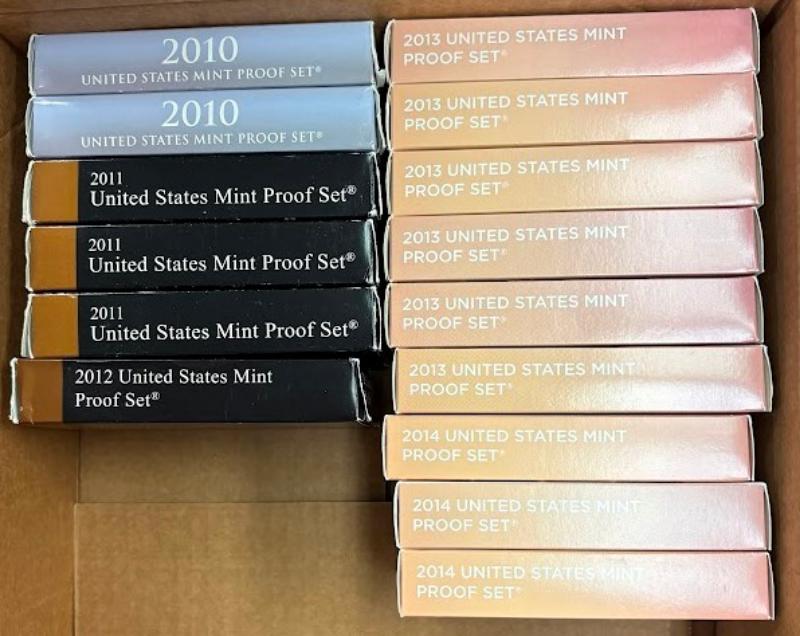 2010
UNITED STATES MINT PROOF SET®
2010
UNITED STATES MINT PROOF SET®
2011
United States Mint Proof Set®
2011
United States Mint Proof Set®
2011
United States Mint Proof Set®
2012 United States Mint
Proof Set®
2013 UNITED STATES MINT
PROOF SET®
2013 UNITED STATES MINT
PROOF SET®
2013 UNITED STATES MINT
PROOF SET®
2013 UNITED STATES MINT
PROOF SET®
2013 UNITED STATES MINT
PROOF SET®
2013 UNITED STATES MINT
PROOF SET®
2014 UNITED STATES MINT
PROOF SET®
2014 UNITED STATES MINT
PROOF SET®
2014 UNITED STATES MINT
PROOF SET®